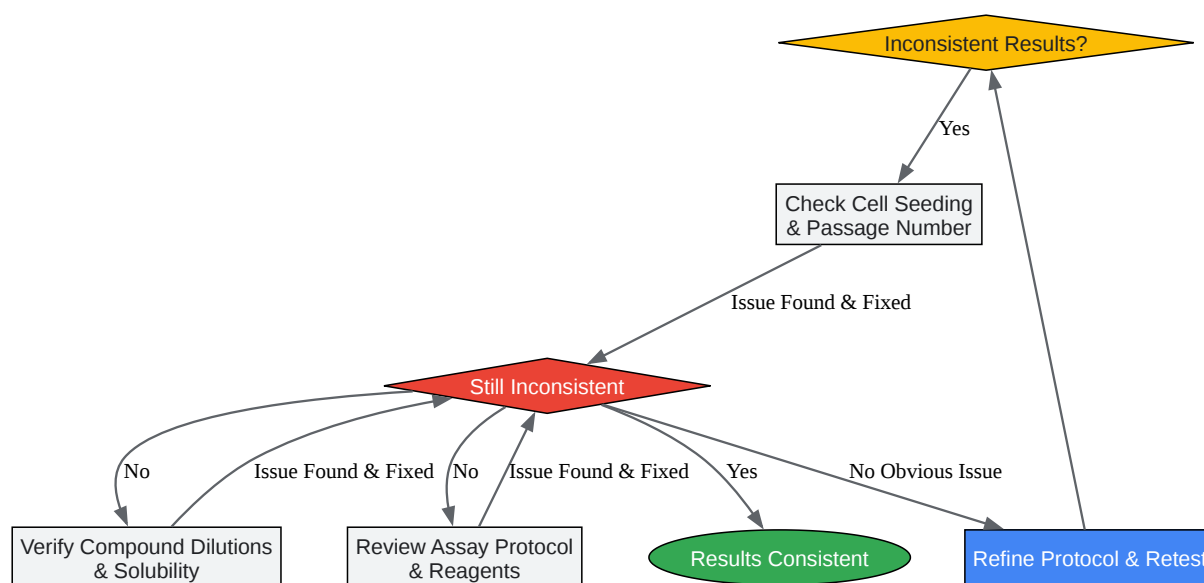 Inconsistent Results?
Yes
Check Cell Seeding
& Passage Number
Issue Found & Fixed
Still Inconsistent
No
Issue Found & Fixed
No
Issue Found & Fixed
Yes
No Obvious Issue
Verify Compound Dilutions
& Solubility
Review Assay Protocol
& Reagents
Results Consistent
Refine Protocol & Retest